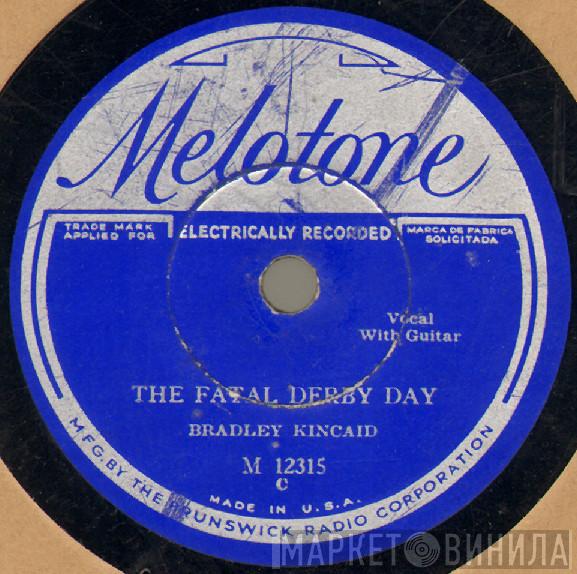 Melotone
TRADE MARK
APPLIED FOR
ELECTRICALLY RECORDED
MARCA DE FABRICA
SOLICITADA
Vocal
With Guitar
THE FATAL DERBY DAY
BRADLEY KINCAID
M 12315
C
MADE IN U.S.A.
MFG. BY THE BRUNSWICK RADIO CORPORATION
МАРКЕТ ВИНИЛА